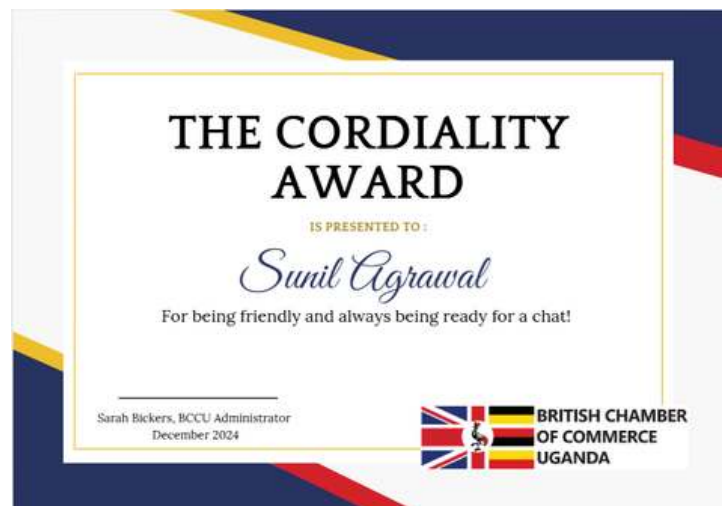 THE CORDIALITY
AWARD
IS PRESENTED TO :
Sunil Agrawal
For being friendly and always being ready for a chat!
Sarah Bickers, BCCU Administrator
December 2024
BRITISH CHAMBER
OF COMMERCE
UGANDA